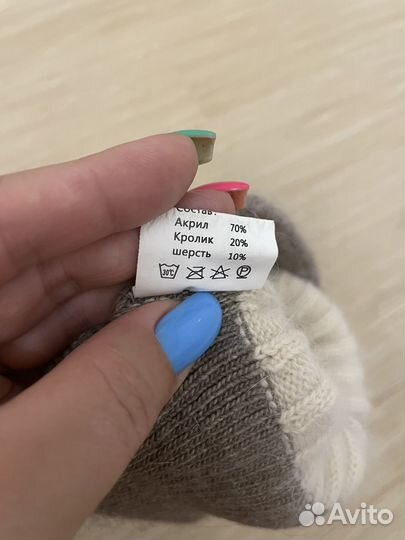 Состав:
Акрил 70%
Кролик 20%
шерсть 10%
30°C
P
Avito